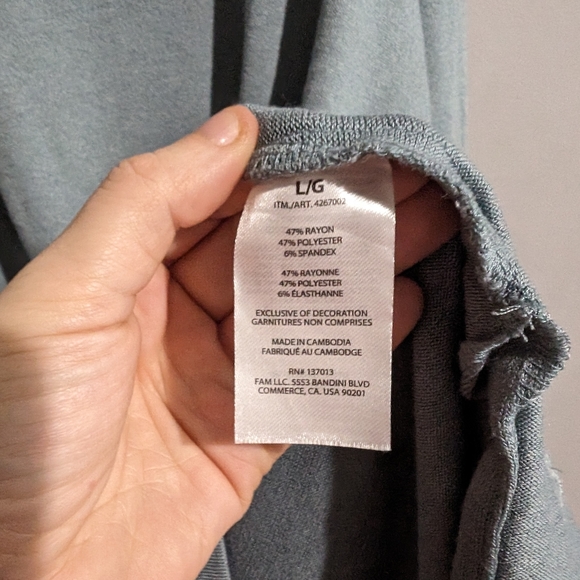 L/G
ITM./ART. 4267002
47% RAYON
47% POLYESTER
6% SPANDEX
47% RAYONNE
47% POLYESTER
6% ÉLASTHANNE
EXCLUSIVE OF DECORATION
GARNITURES NON COMPRISES
MADE IN CAMBODIA
FABRIQUÉ AU CAMBODGE
RN# 137013
FAM LLC. 5553 BANDINI BLVD
COMMERCE, CA. USA 90201